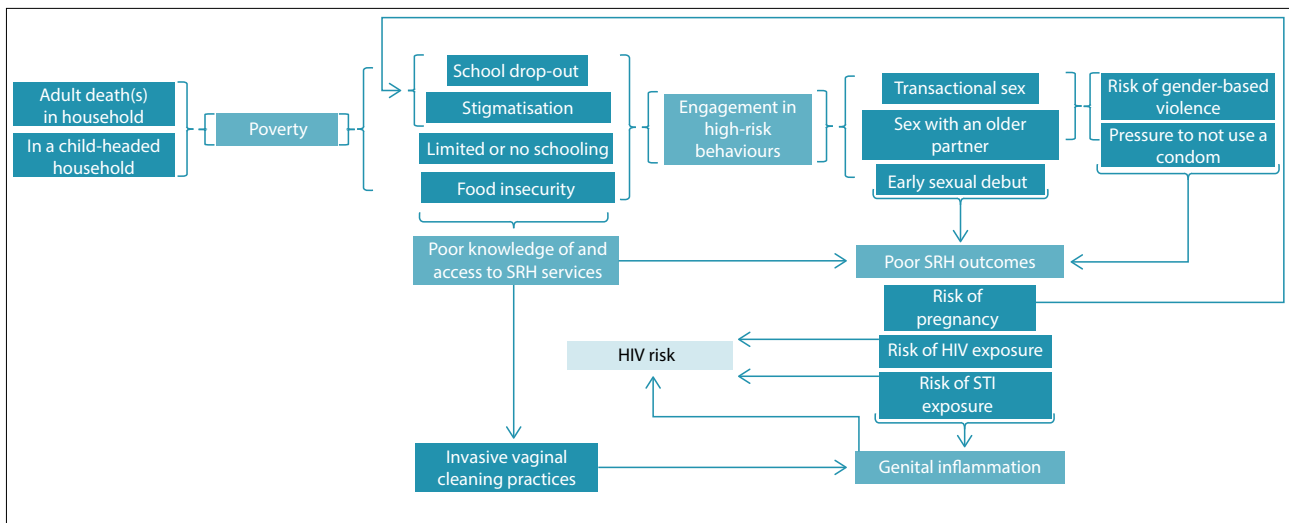 Adult death(s)
in household
In a child-headed
household
Poverty
School drop-out
Stigmatisation
Limited or no schooling
Food insecurity
Engagement in
high-risk
behaviours
Transactional sex
Sex with an older
partner
Early sexual debut
Risk of gender-based
violence
Pressure to not use a
condom
Poor knowledge of and
access to SRH services
Poor SRH outcomes
Risk of
pregnancy
HIV risk
Risk of HIV exposure
Risk of STI
exposure
Invasive vaginal
cleaning practices
Genital inflammation